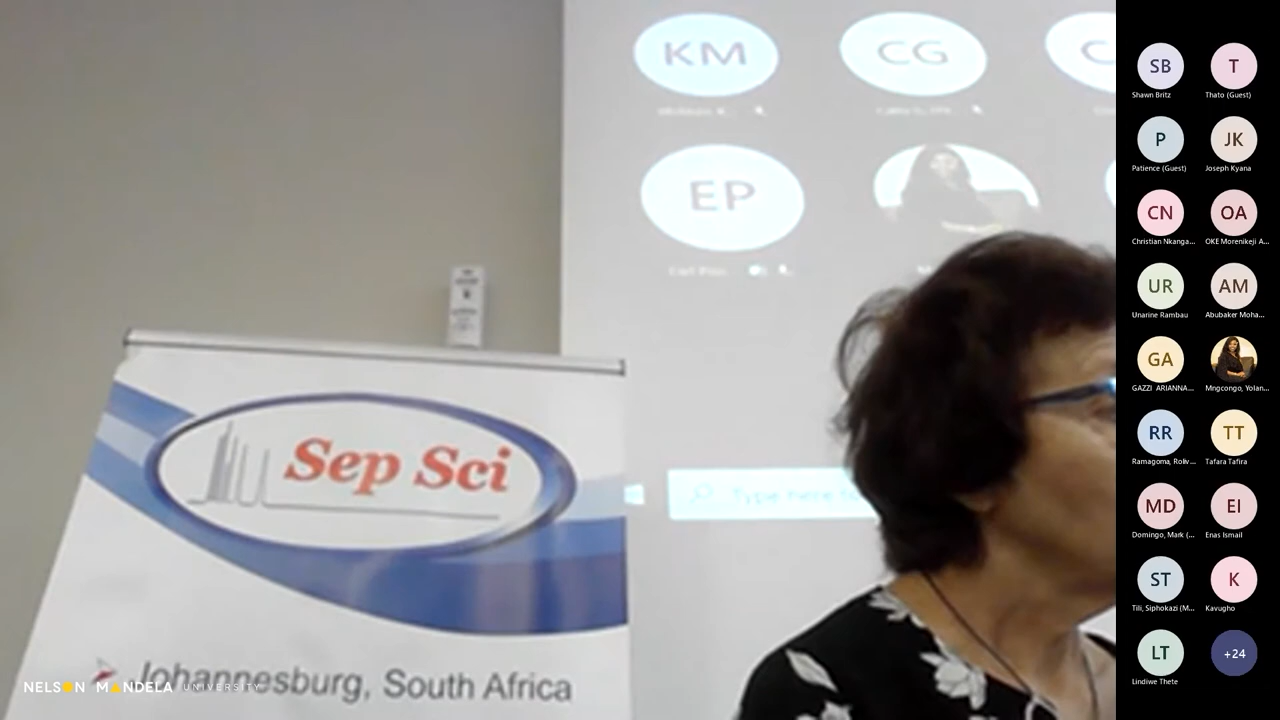 KM
CG
EP
Type here to
Sep Sci
Johannesburg, South Africa
NELSON MANDELA UNIVERSITY
SB
T
Shawn Britz
Thato (Guest)
P
JK
Patience (Guest)
Joseph Kyana
CN
OA
Christian Nkanga...
OKE Morenikeji A...
UR
AM
Unarine Rambau
Abubaker Moha...
GA
GAZZI ARIANNA...
Mngcongo, Yolan...
RR
TT
Ramagoma, Roliv...
Tafara Tafira
MD
EI
Domingo, Mark (...
Enas Ismail
ST
K
Tili, Siphokazi (M...
Kavugho
LT
+24
Lindiwe Thete